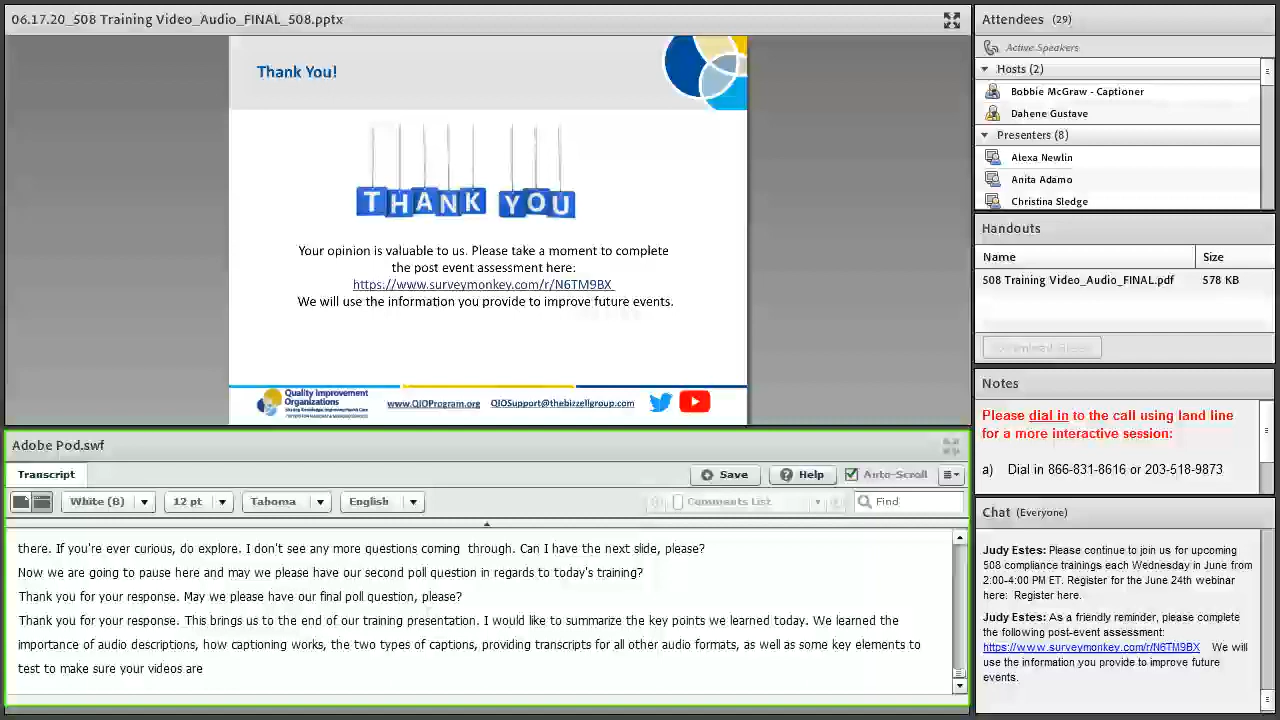 06.17.20_508 Training Video_Audio_FINAL_508.pptx
Thank You!
THANK YOU
Your opinion is valuable to us. Please take a moment to complete
the post event assessment here:
https://www.surveymonkey.com/r/N6TM9BX
We will use the information you provide to improve future events.
Quality Improvement
Organizations
Sharing Knowledge. Improving Health Care.
www.QIOProgram.org QIOSupport@thebizzellgroup.com
Adobe Pod.swf
Transcript
Save Help Auto-Scroll
White (B) 12 pt Tahoma English Comments List Find
there. If you're ever curious, do explore. I don't see any more questions coming through. Can I have the next slide, please?
Now we are going to pause here and may we please have our second poll question in regards to today's training?
Thank you for your response. May we please have our final poll question, please?
Thank you for your response. This brings us to the end of our training presentation. I would like to summarize the key points we learned today. We learned the
importance of audio descriptions, how captioning works, the two types of captions, providing transcripts for all other audio formats, as well as some key elements to
test to make sure your videos are
Attendees (29)
Active Speakers
Hosts (2)
Bobbie McGraw - Captioner
Dahene Gustave
Presenters (8)
Alexa Newlin
Anita Adamo
Christina Sledge
Handouts
Name Size
508 Training Video_Audio_FINAL.pdf 578 KB
Notes
Please dial in to the call using land line
for a more interactive session:
a) Dial in 866-831-8616 or 203-518-9873
Chat (Everyone)
Judy Estes: Please continue to join us for upcoming
508 compliance trainings each Wednesday in June from
2:00-4:00 PM ET. Register for the June 24th webinar
here: Register here.
Judy Estes: As a friendly reminder, please complete
the following post-event assessment:
https://www.surveymonkey.com/r/N6TM9BX We will
use the information you provide to improve future
events.